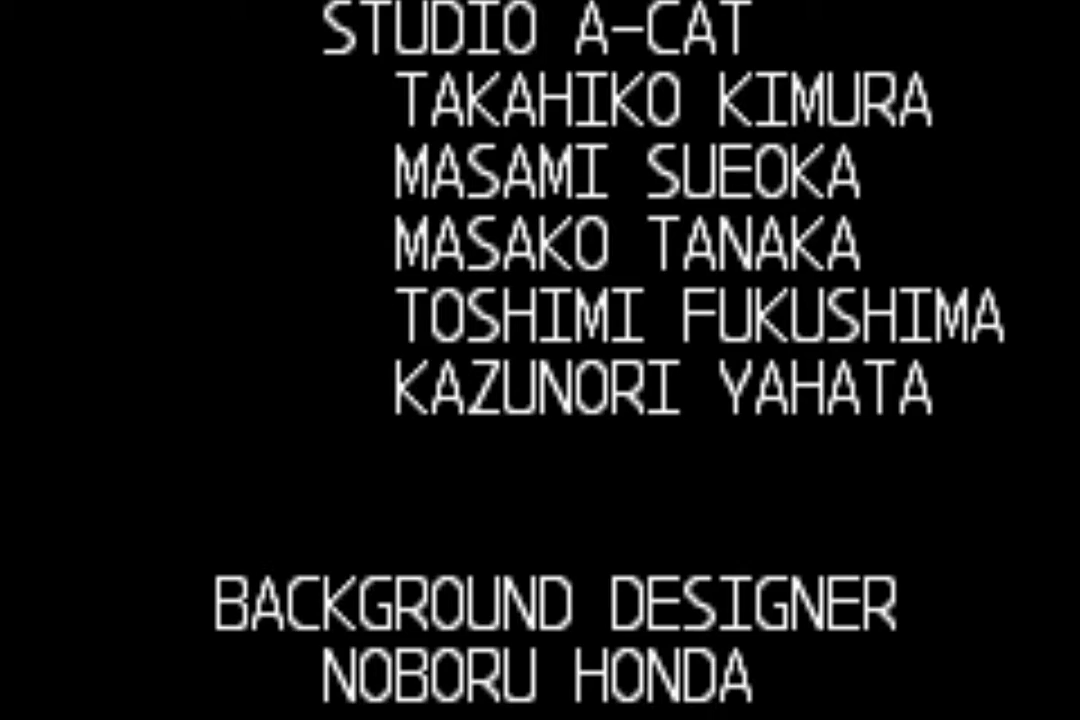 STUDIO A-CAT
TAKAHIKO KIMURA
MASAMI SUEOKA
MASAKO TANAKA
TOSHIMI FUKUSHIMA
KAZUNORI YAHATA
BACKGROUND DESIGNER
NOBORU HONDA